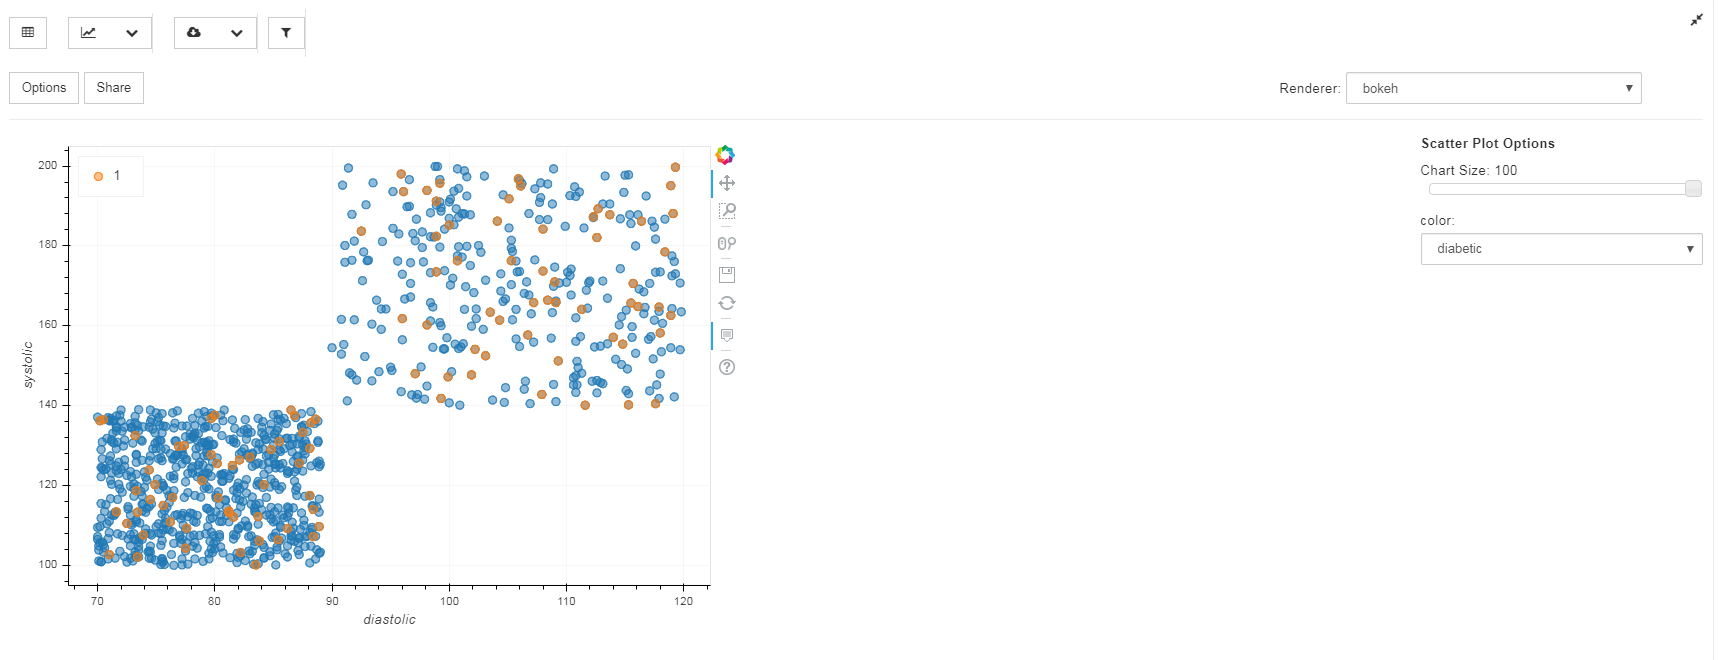 Options
Share
Renderer:
bokeh
Scatter Plot Options
Chart Size: 100
color:
diabetic
1
200
180
160
140
120
100
systolic
70
80
90
100
110
120
diastolic